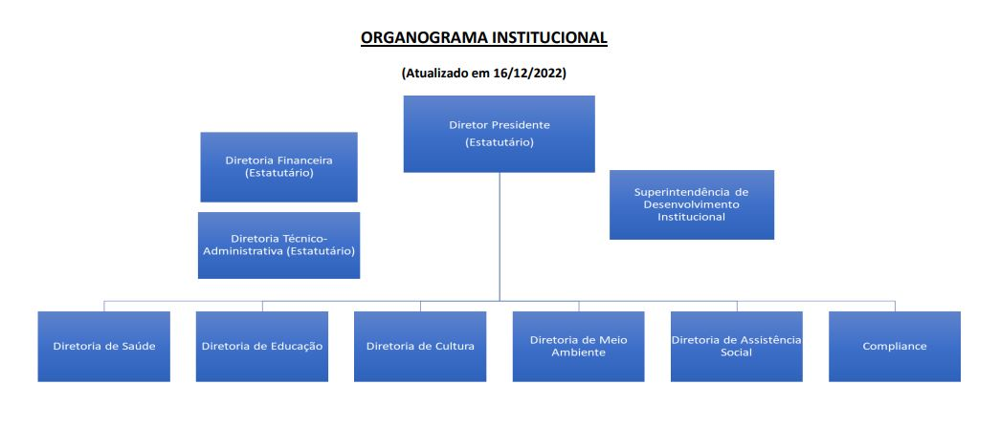 ORGANOGRAMA INSTITUCIONAL
(Atualizado em 16/12/2022)
Diretor Presidente
(Estatutário)
Diretoria Financeira
(Estatutário)
Superintendência de
Desenvolvimento
Institucional
Diretoria Técnico-
Administrativa (Estatutário)
Diretoria de Saúde
Diretoria de Educação
Diretoria de Cultura
Diretoria de Meio
Ambiente
Diretoria de Assistência
Social
Compliance